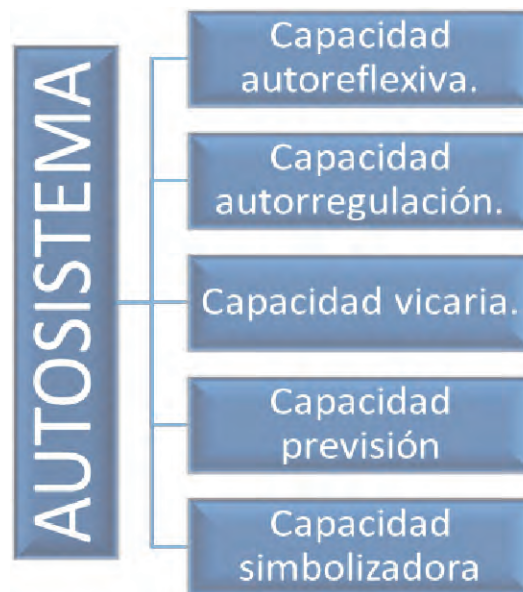 AUTOSISTEMA
Capacidad
autoreflexiva.
Capacidad
autorregulación.
Capacidad vicaria.
Capacidad
previsión
Capacidad
simbolizadora